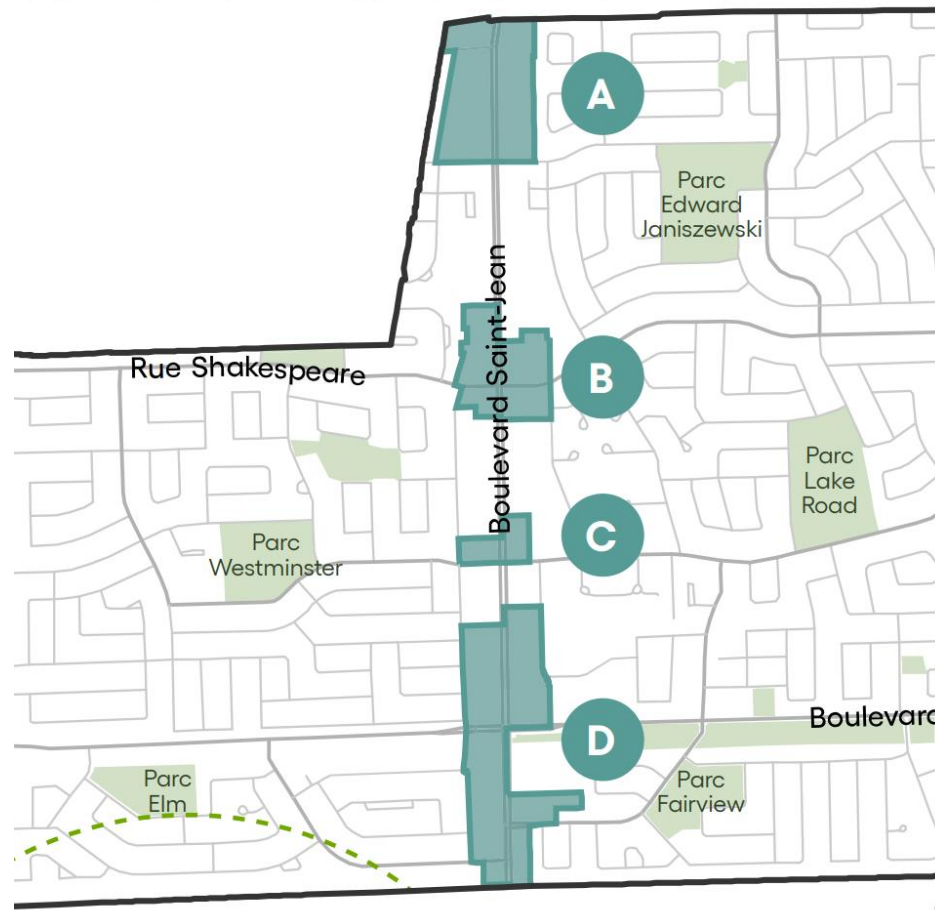 A
Parc
Edward
Janiszewski
Boulevard Saint-Jean
Rue Shakespeare
B
Parc
Lake
Road
C
Parc
Westminster
Boulevard
D
Parc
Elm
Parc
Fairview